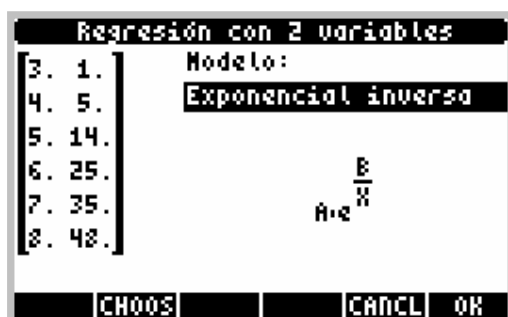 Regresión con 2 variables
3. 1.
4. 5.
5. 14.
6. 25.
7. 35.
8. 48.
Modelo:
Exponencial inversa
A·e^(B/X)
CHOOS CANCL OK